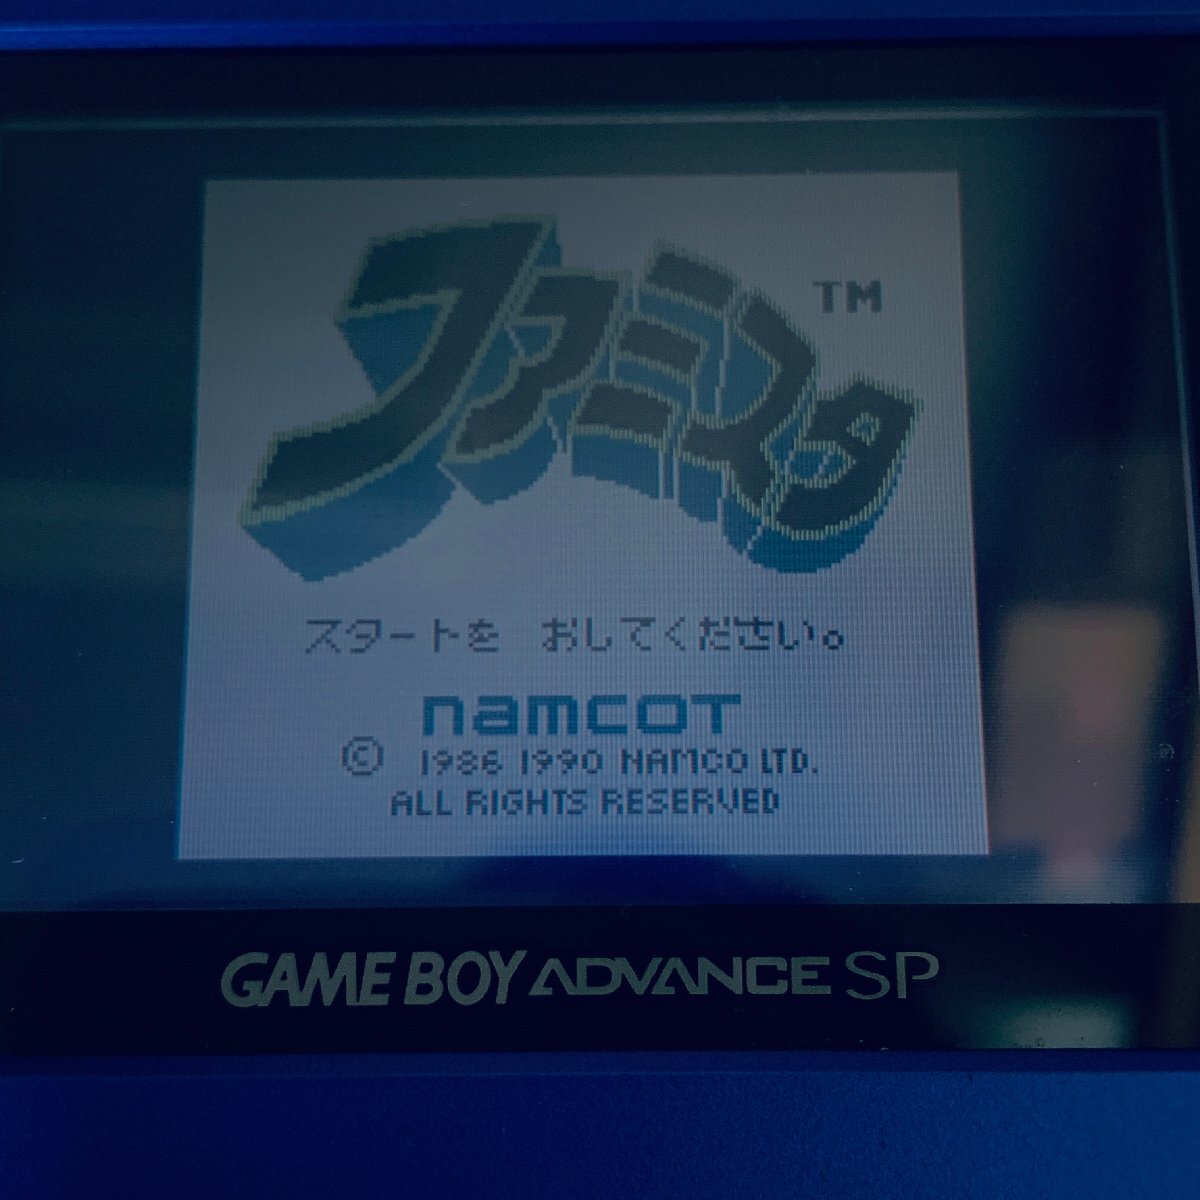 ファミスタ TM
スタートを おしてください。
namcot
© 1986 1990 NAMCO LTD.
ALL RIGHTS RESERVED
GAME BOY ADVANCE SP